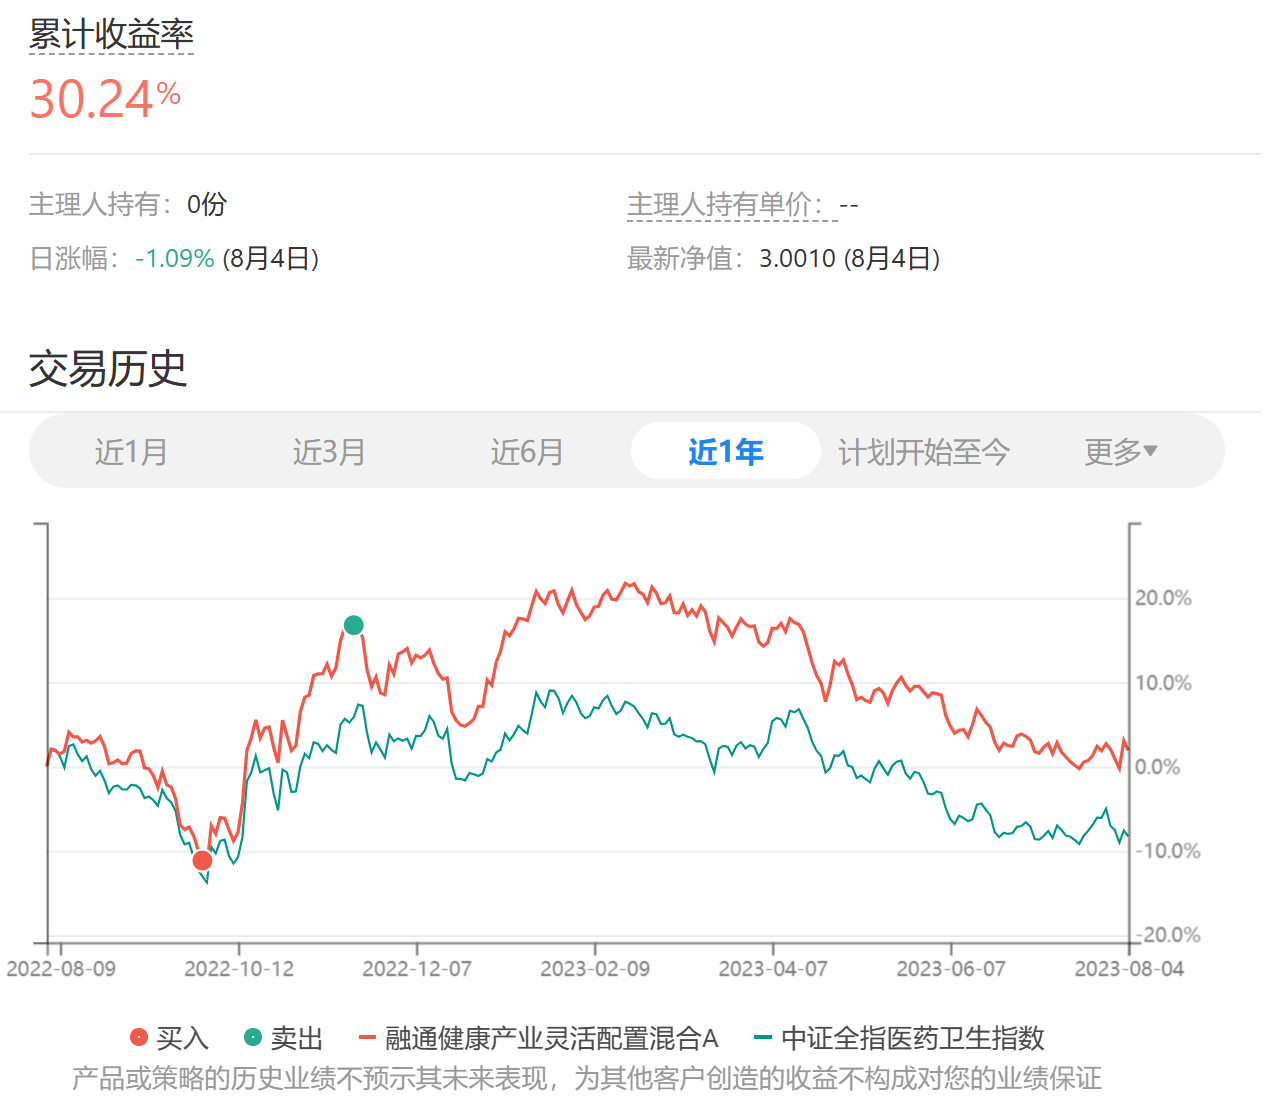 累计收益率
30.24%
主理人持有：0份 主理人持有单价：--
日涨幅：-1.09% (8月4日) 最新净值：3.0010 (8月4日)
交易历史
近1月 近3月 近6月 近1年 计划开始至今 更多▼
20.0%
10.0%
0.0%
-10.0%
-20.0%
2022-08-09 2022-10-12 2022-12-07 2023-02-09 2023-04-07 2023-06-07 2023-08-04
买入 卖出 融通健康产业灵活配置混合A 中证全指医药卫生指数
产品或策略的历史业绩不预示其未来表现，为其他客户创造的收益不构成对您的业绩保证